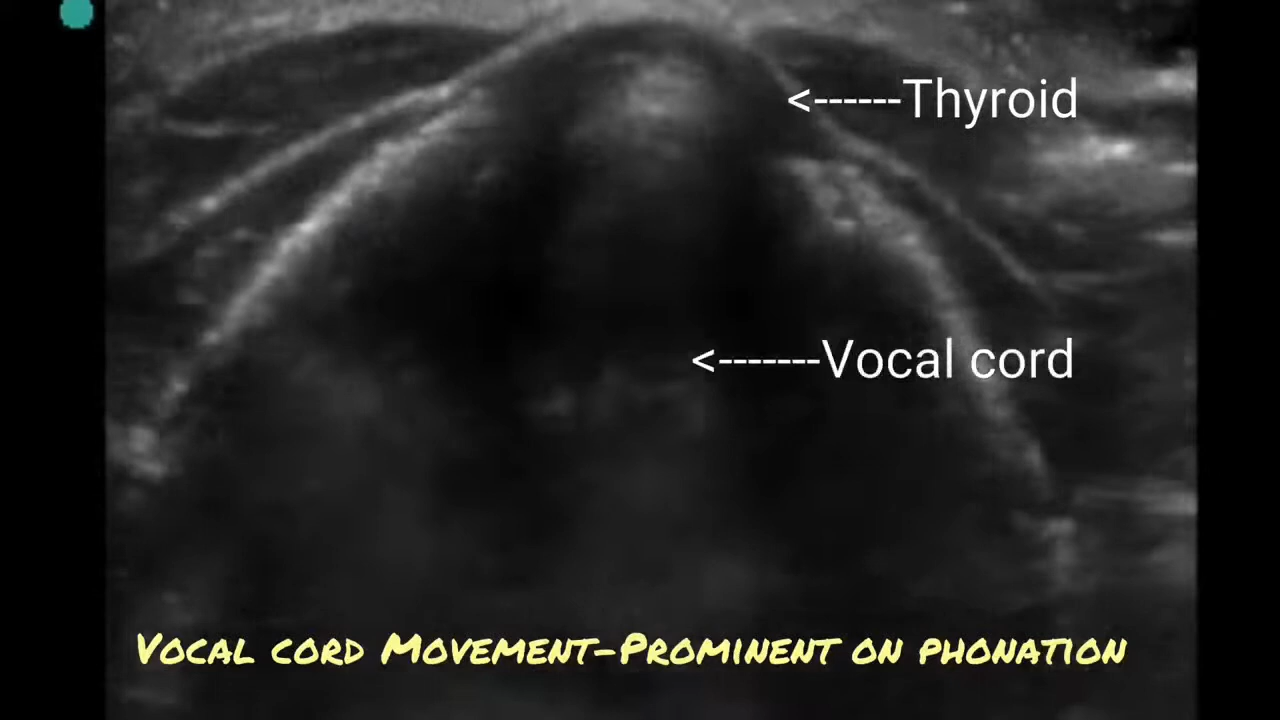 <------Thyroid
<-------Vocal cord
Vocal cord Movement-Prominent on phonation